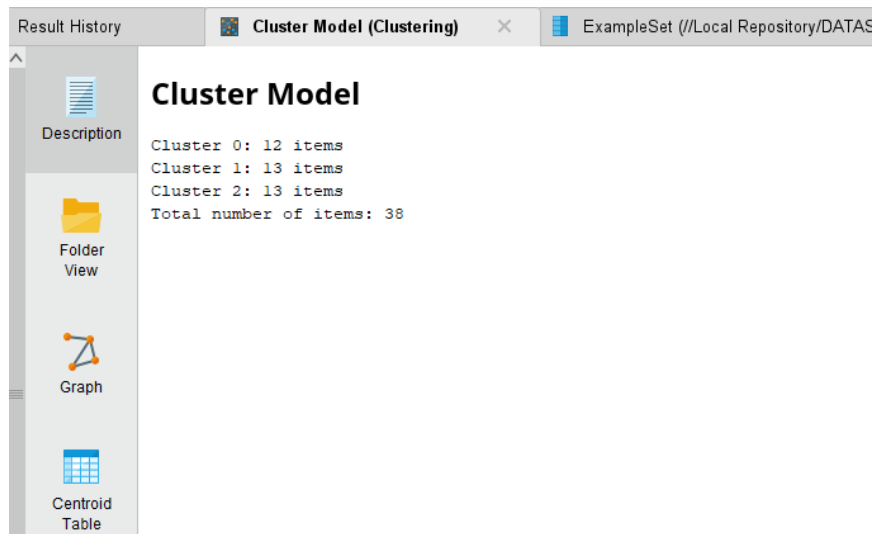 Result History
Cluster Model (Clustering)
ExampleSet (//Local Repository/DATAS
Description
Folder
View
Graph
Centroid
Table
Cluster Model
Cluster 0: 12 items
Cluster 1: 13 items
Cluster 2: 13 items
Total number of items: 38